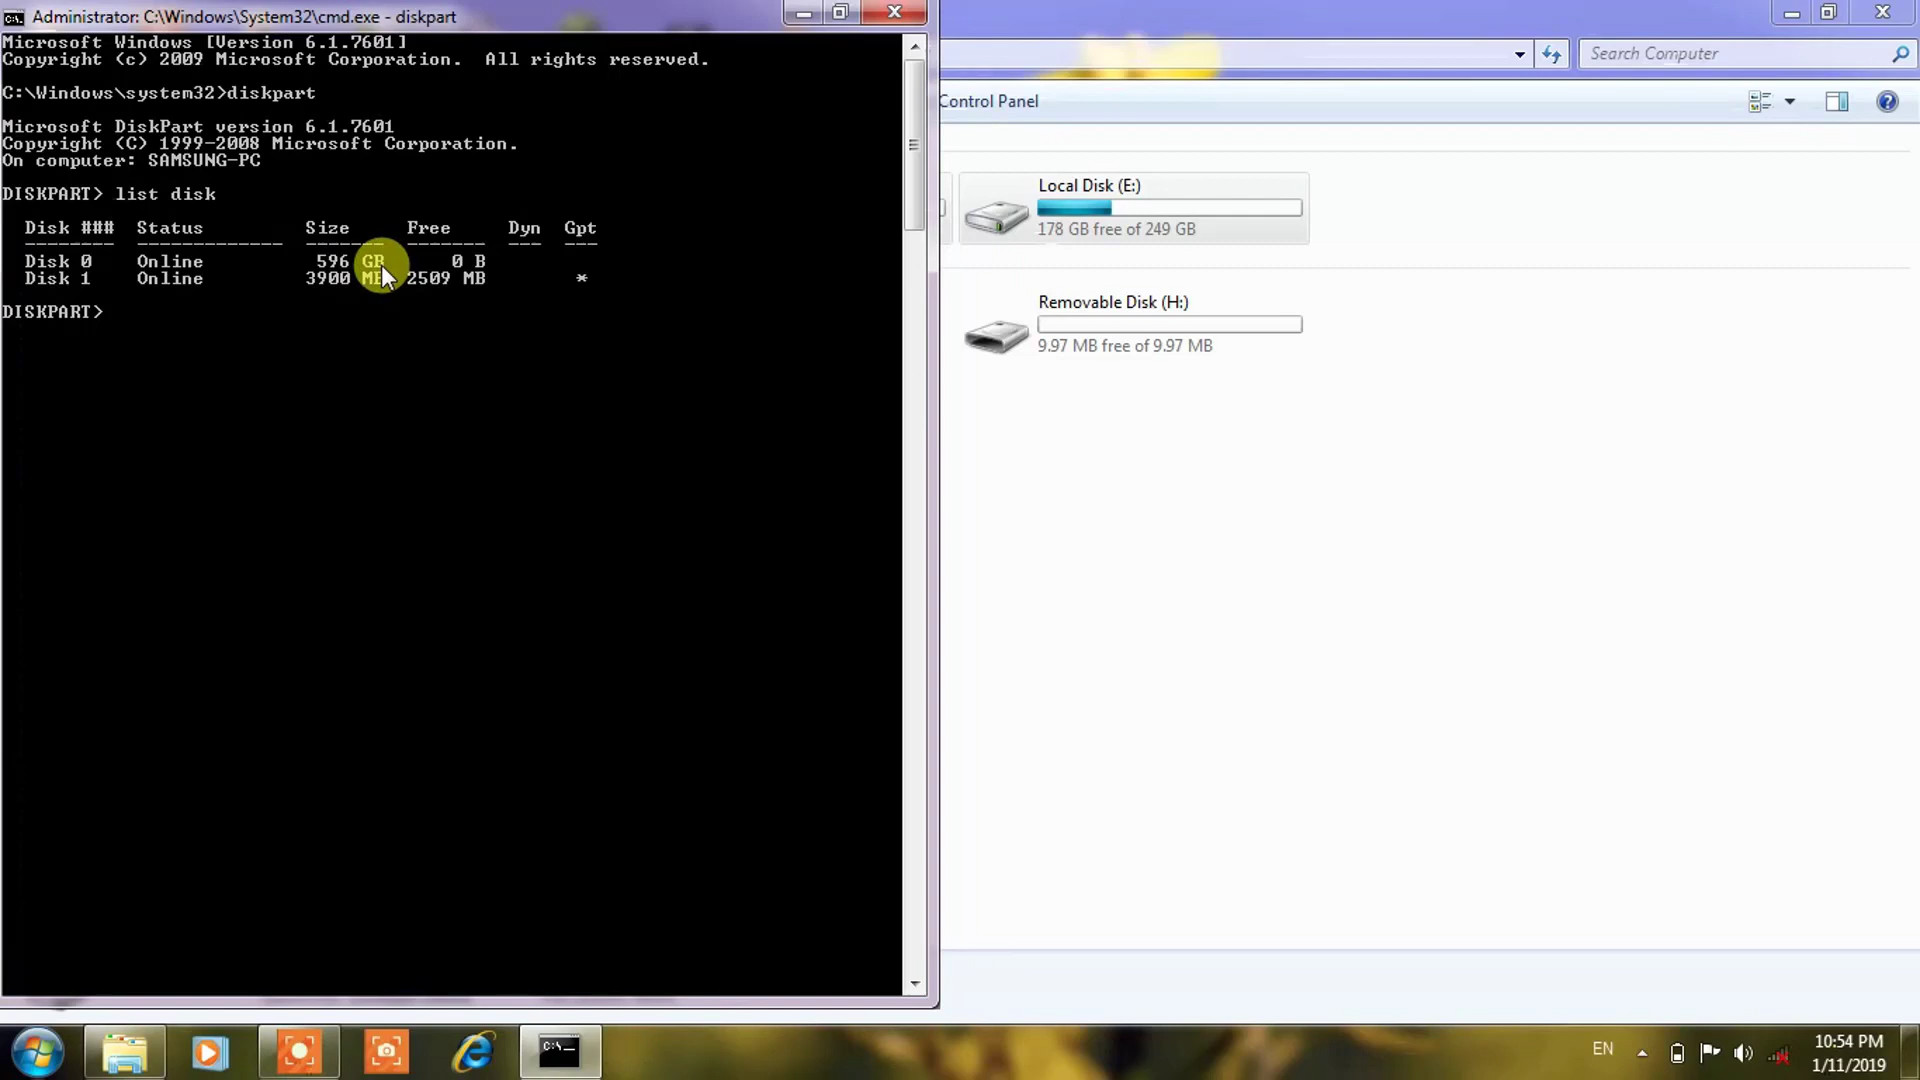 Administrator: C:\Windows\System32\cmd.exe - diskpart
Microsoft Windows [Version 6.1.7601]
Copyright (c) 2009 Microsoft Corporation.  All rights reserved.
C:\Windows\system32>diskpart
Microsoft DiskPart version 6.1.7601
Copyright (C) 1999-2008 Microsoft Corporation.
On computer: SAMSUNG-PC
DISKPART> list disk
Disk ###  Status         Size     Free     Dyn  Gpt
--------  -------------  -------  -------  ---  ---
Disk 0    Online          596 GB      0 B
Disk 1    Online         3900 MB  2509 MB        *
DISKPART>
Search Computer
Control Panel
Local Disk (E:)
178 GB free of 249 GB
Removable Disk (H:)
9.97 MB free of 9.97 MB
C:\_
EN
10:54 PM
1/11/2019